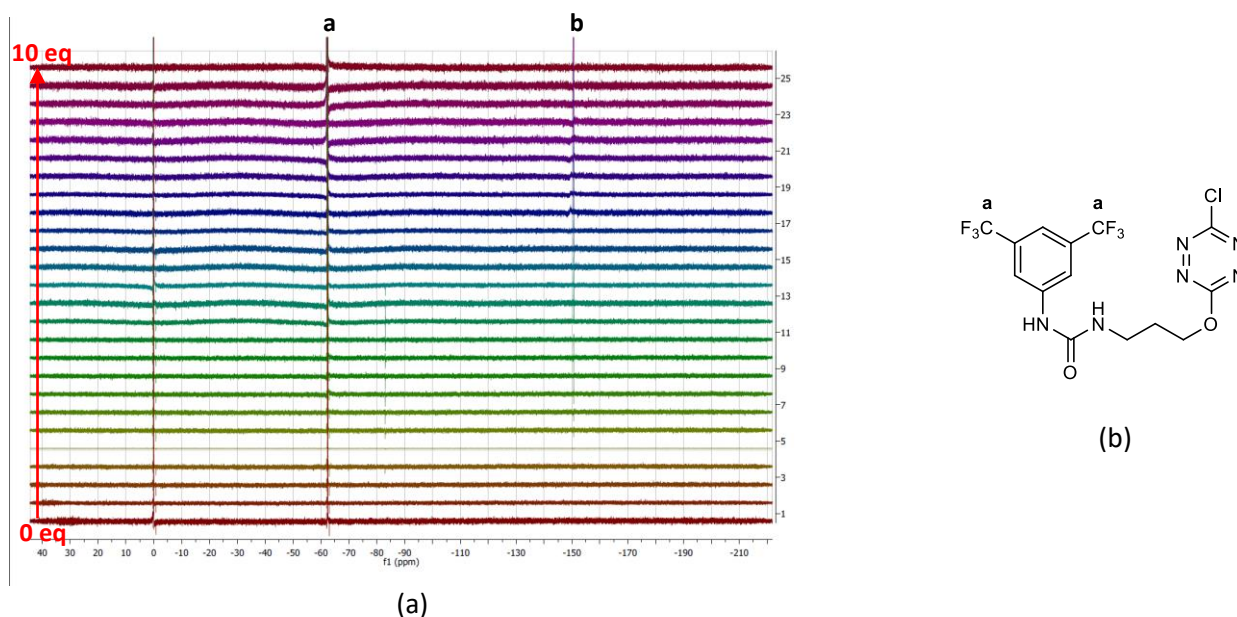 a
b
10 eq
25
23
21
19
17
15
13
11
9
7
5
3
1
0 eq
40 30 20 10 0 -10 -20 -30 -40 -50 -60 -70 -80 -90 -110 -130 -150 -170 -190 -210
f1 (ppm)
(a)
a
a
Cl
F3C
CF3
N
N
N
N
N
N
HN
HN
O
O
(b)